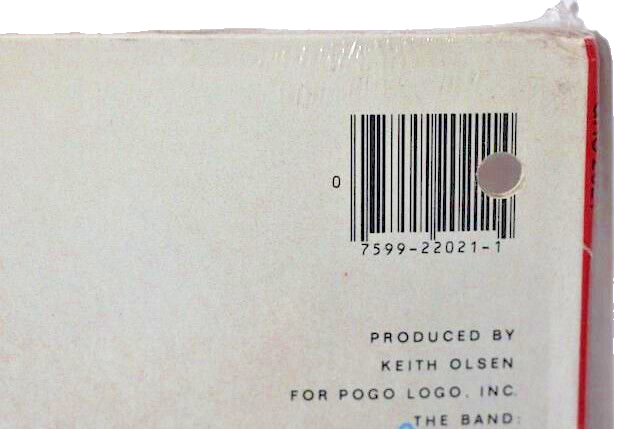 0
7599-22021-1
PRODUCED BY
KEITH OLSEN
FOR POGO LOGO, INC.
THE BAND: